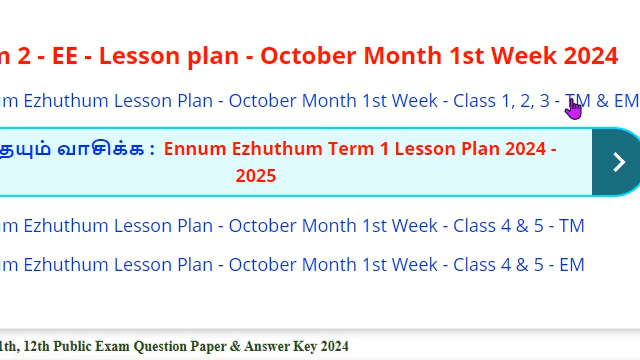 m 2 - EE - Lesson plan - October Month 1st Week 2024
um Ezhuthum Lesson Plan - October Month 1st Week - Class 1, 2, 3 - TM & EM
தையும் வாசிக்க : Ennum Ezhuthum Term 1 Lesson Plan 2024 -
2025
um Ezhuthum Lesson Plan - October Month 1st Week - Class 4 & 5 - TM
um Ezhuthum Lesson Plan - October Month 1st Week - Class 4 & 5 - EM
1th, 12th Public Exam Question Paper & Answer Key 2024